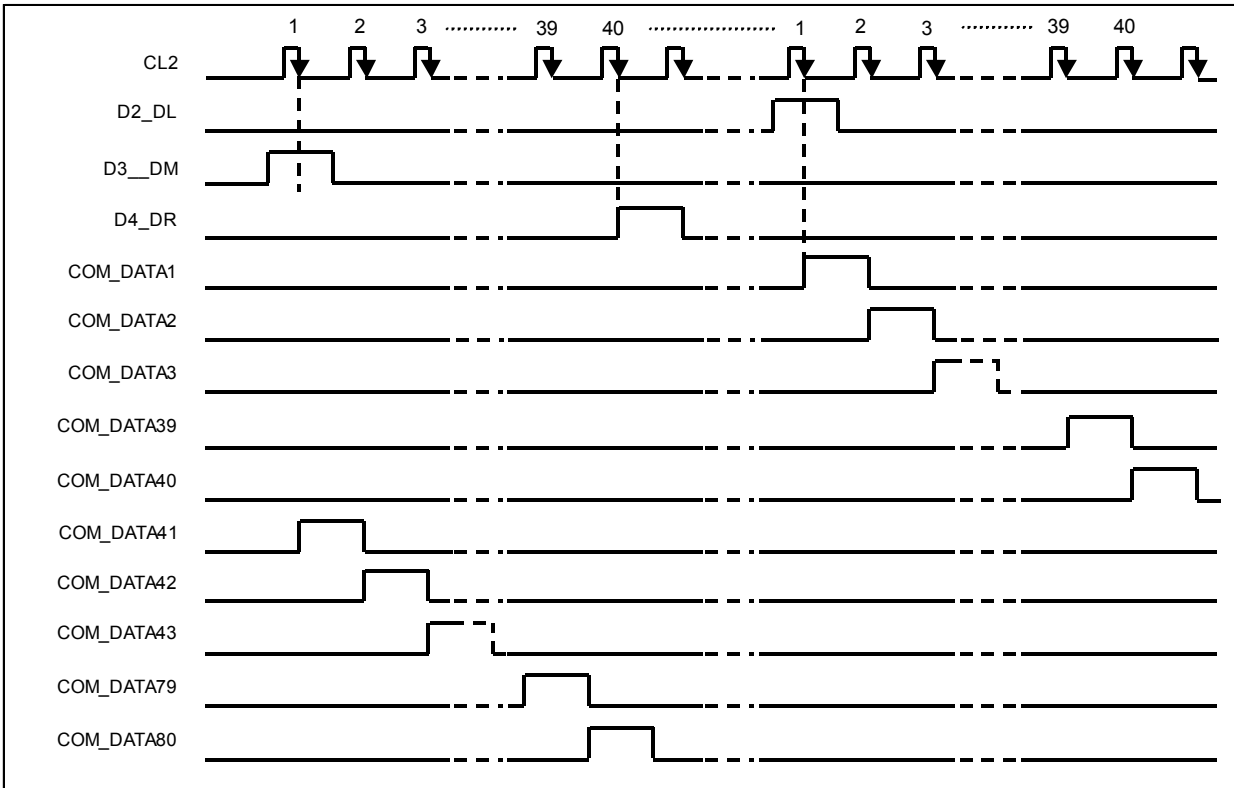 1 2 3 39 40 1 2 3 39 40
CL2
D2_DL
D3__DM
D4_DR
COM_DATA1
COM_DATA2
COM_DATA3
COM_DATA39
COM_DATA40
COM_DATA41
COM_DATA42
COM_DATA43
COM_DATA79
COM_DATA80